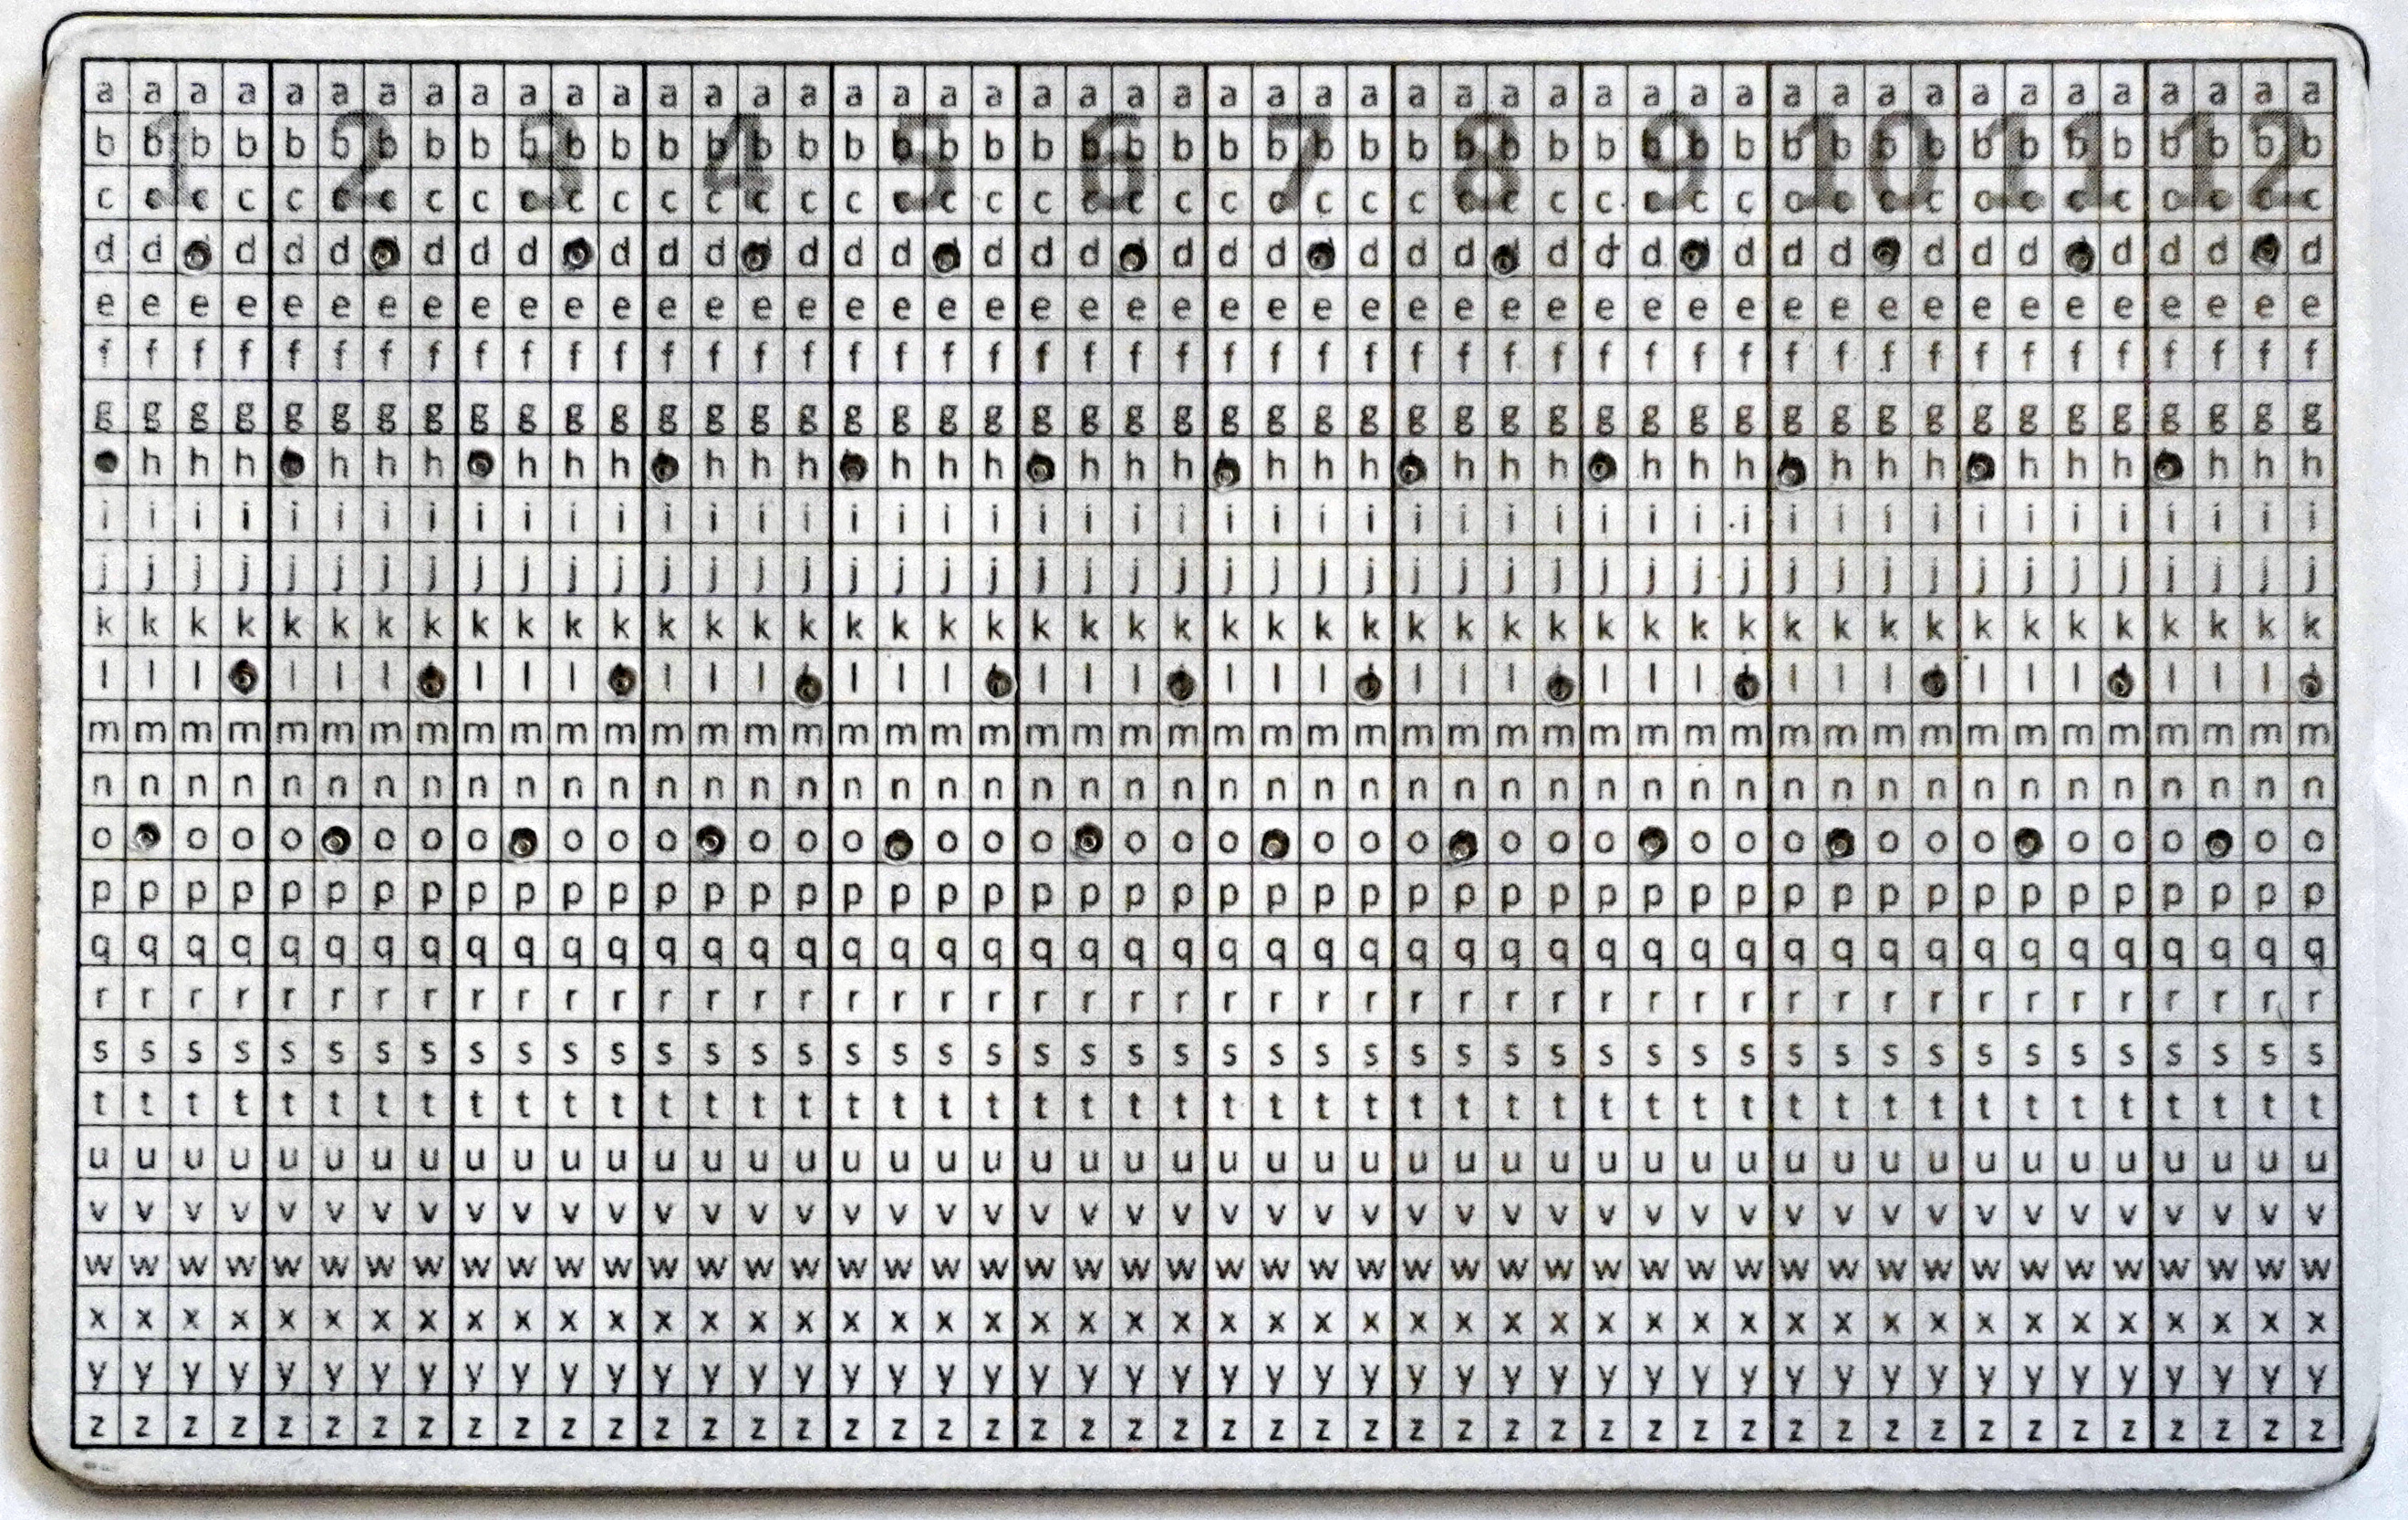 1 2 3 4 5 6 7 8 9 10 11 12
a a a a a a a a a a a a a a a a a a a a a a a a a a a a a a a a a a a a a a a a a a a a a a a a
b b b b b b b b b b b b b b b b b b b b b b b b b b b b b b b b b b b b b b b b b b b b b b b b
c c c c c c c c c c c c c c c c c c c c c c c c c c c c c c c c c c c c c c c c c c c c c c c c
d d d d d d d d d d d d d d d d d d d d d d d d d d d d d d d d d d d d
e e e e e e e e e e e e e e e e e e e e e e e e e e e e e e e e e e e e e e e e e e e e e e e e
f f f f f f f f f f f f f f f f f f f f f f f f f f f f f f f f f f f f f f f f f f f f f f f f
g g g g g g g g g g g g g g g g g g g g g g g g g g g g g g g g g g g g g g g g g g g g g g g g
h h h h h h h h h h h h h h h h h h h h h h h h h h h h h h h h h h h h
i i i i i i i i i i i i i i i i i i i i i i i i i i i i i i i i i i i i i i i i i i i i i i i i
j j j j j j j j j j j j j j j j j j j j j j j j j j j j j j j j j j j j j j j j j j j j j j j j
k k k k k k k k k k k k k k k k k k k k k k k k k k k k k k k k k k k k k k k k k k k k k k k k
l l l l l l l l l l l l l l l l l l l l l l l l l l l l l l l l l l l l
m m m m m m m m m m m m m m m m m m m m m m m m m m m m m m m m m m m m m m m m m m m m m m m m
n n n n n n n n n n n n n n n n n n n n n n n n n n n n n n n n n n n n n n n n n n n n n n n n
o o o o o o o o o o o o o o o o o o o o o o o o o o o o o o o o o o o o
p p p p p p p p p p p p p p p p p p p p p p p p p p p p p p p p p p p p p p p p p p p p p p p p
q q q q q q q q q q q q q q q q q q q q q q q q q q q q q q q q q q q q q q q q q q q q q q q q
r r r r r r r r r r r r r r r r r r r r r r r r r r r r r r r r r r r r r r r r r r r r r r r r
s s s s s s s s s s s s s s s s s s s s s s s s s s s s s s s s s s s s s s s s s s s s s s s s
t t t t t t t t t t t t t t t t t t t t t t t t t t t t t t t t t t t t t t t t t t t t t t t t
u u u u u u u u u u u u u u u u u u u u u u u u u u u u u u u u u u u u u u u u u u u u u u u u
v v v v v v v v v v v v v v v v v v v v v v v v v v v v v v v v v v v v v v v v v v v v v v v v
w w w w w w w w w w w w w w w w w w w w w w w w w w w w w w w w w w w w w w w w w w w w w w w w
x x x x x x x x x x x x x x x x x x x x x x x x x x x x x x x x x x x x x x x x x x x x x x x x
y y y y y y y y y y y y y y y y y y y y y y y y y y y y y y y y y y y y y y y y y y y y y y y y
z z z z z z z z z z z z z z z z z z z z z z z z z z z z z z z z z z z z z z z z z z z z z z z z